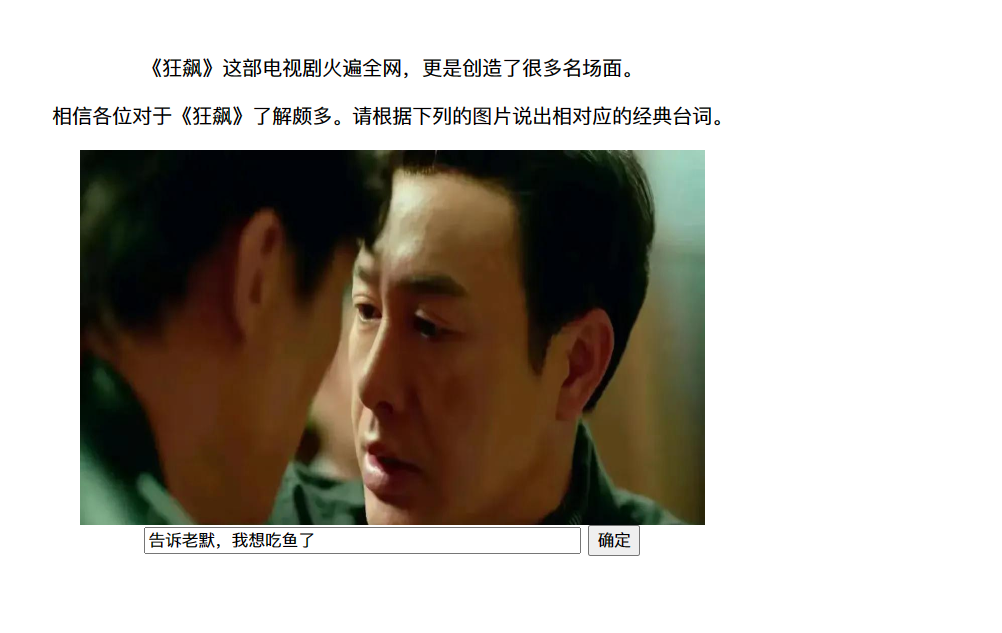 《狂飙》这部电视剧火遍全网，更是创造了很多名场面。
相信各位对于《狂飙》了解颇多。请根据下列的图片说出相对应的经典台词。
告诉老默，我想吃鱼了
确定